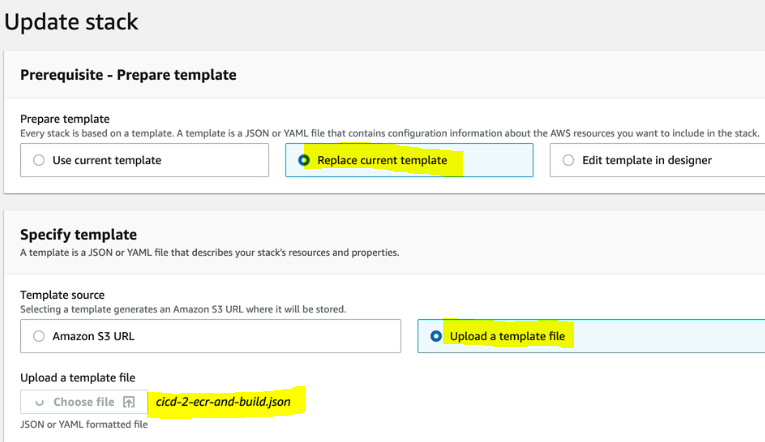 Update stack
Prerequisite - Prepare template
Prepare template
Every stack is based on a template. A template is a JSON or YAML file that contains configuration information about the AWS resources you want to include in the stack.
Use current template
Replace current template
Edit template in designer
Specify template
A template is a JSON or YAML file that describes your stack's resources and properties.
Template source
Selecting a template generates an Amazon S3 URL where it will be stored.
Amazon S3 URL
Upload a template file
Upload a template file
Choose file
cicd-2-ecr-and-build.json
JSON or YAML formatted file